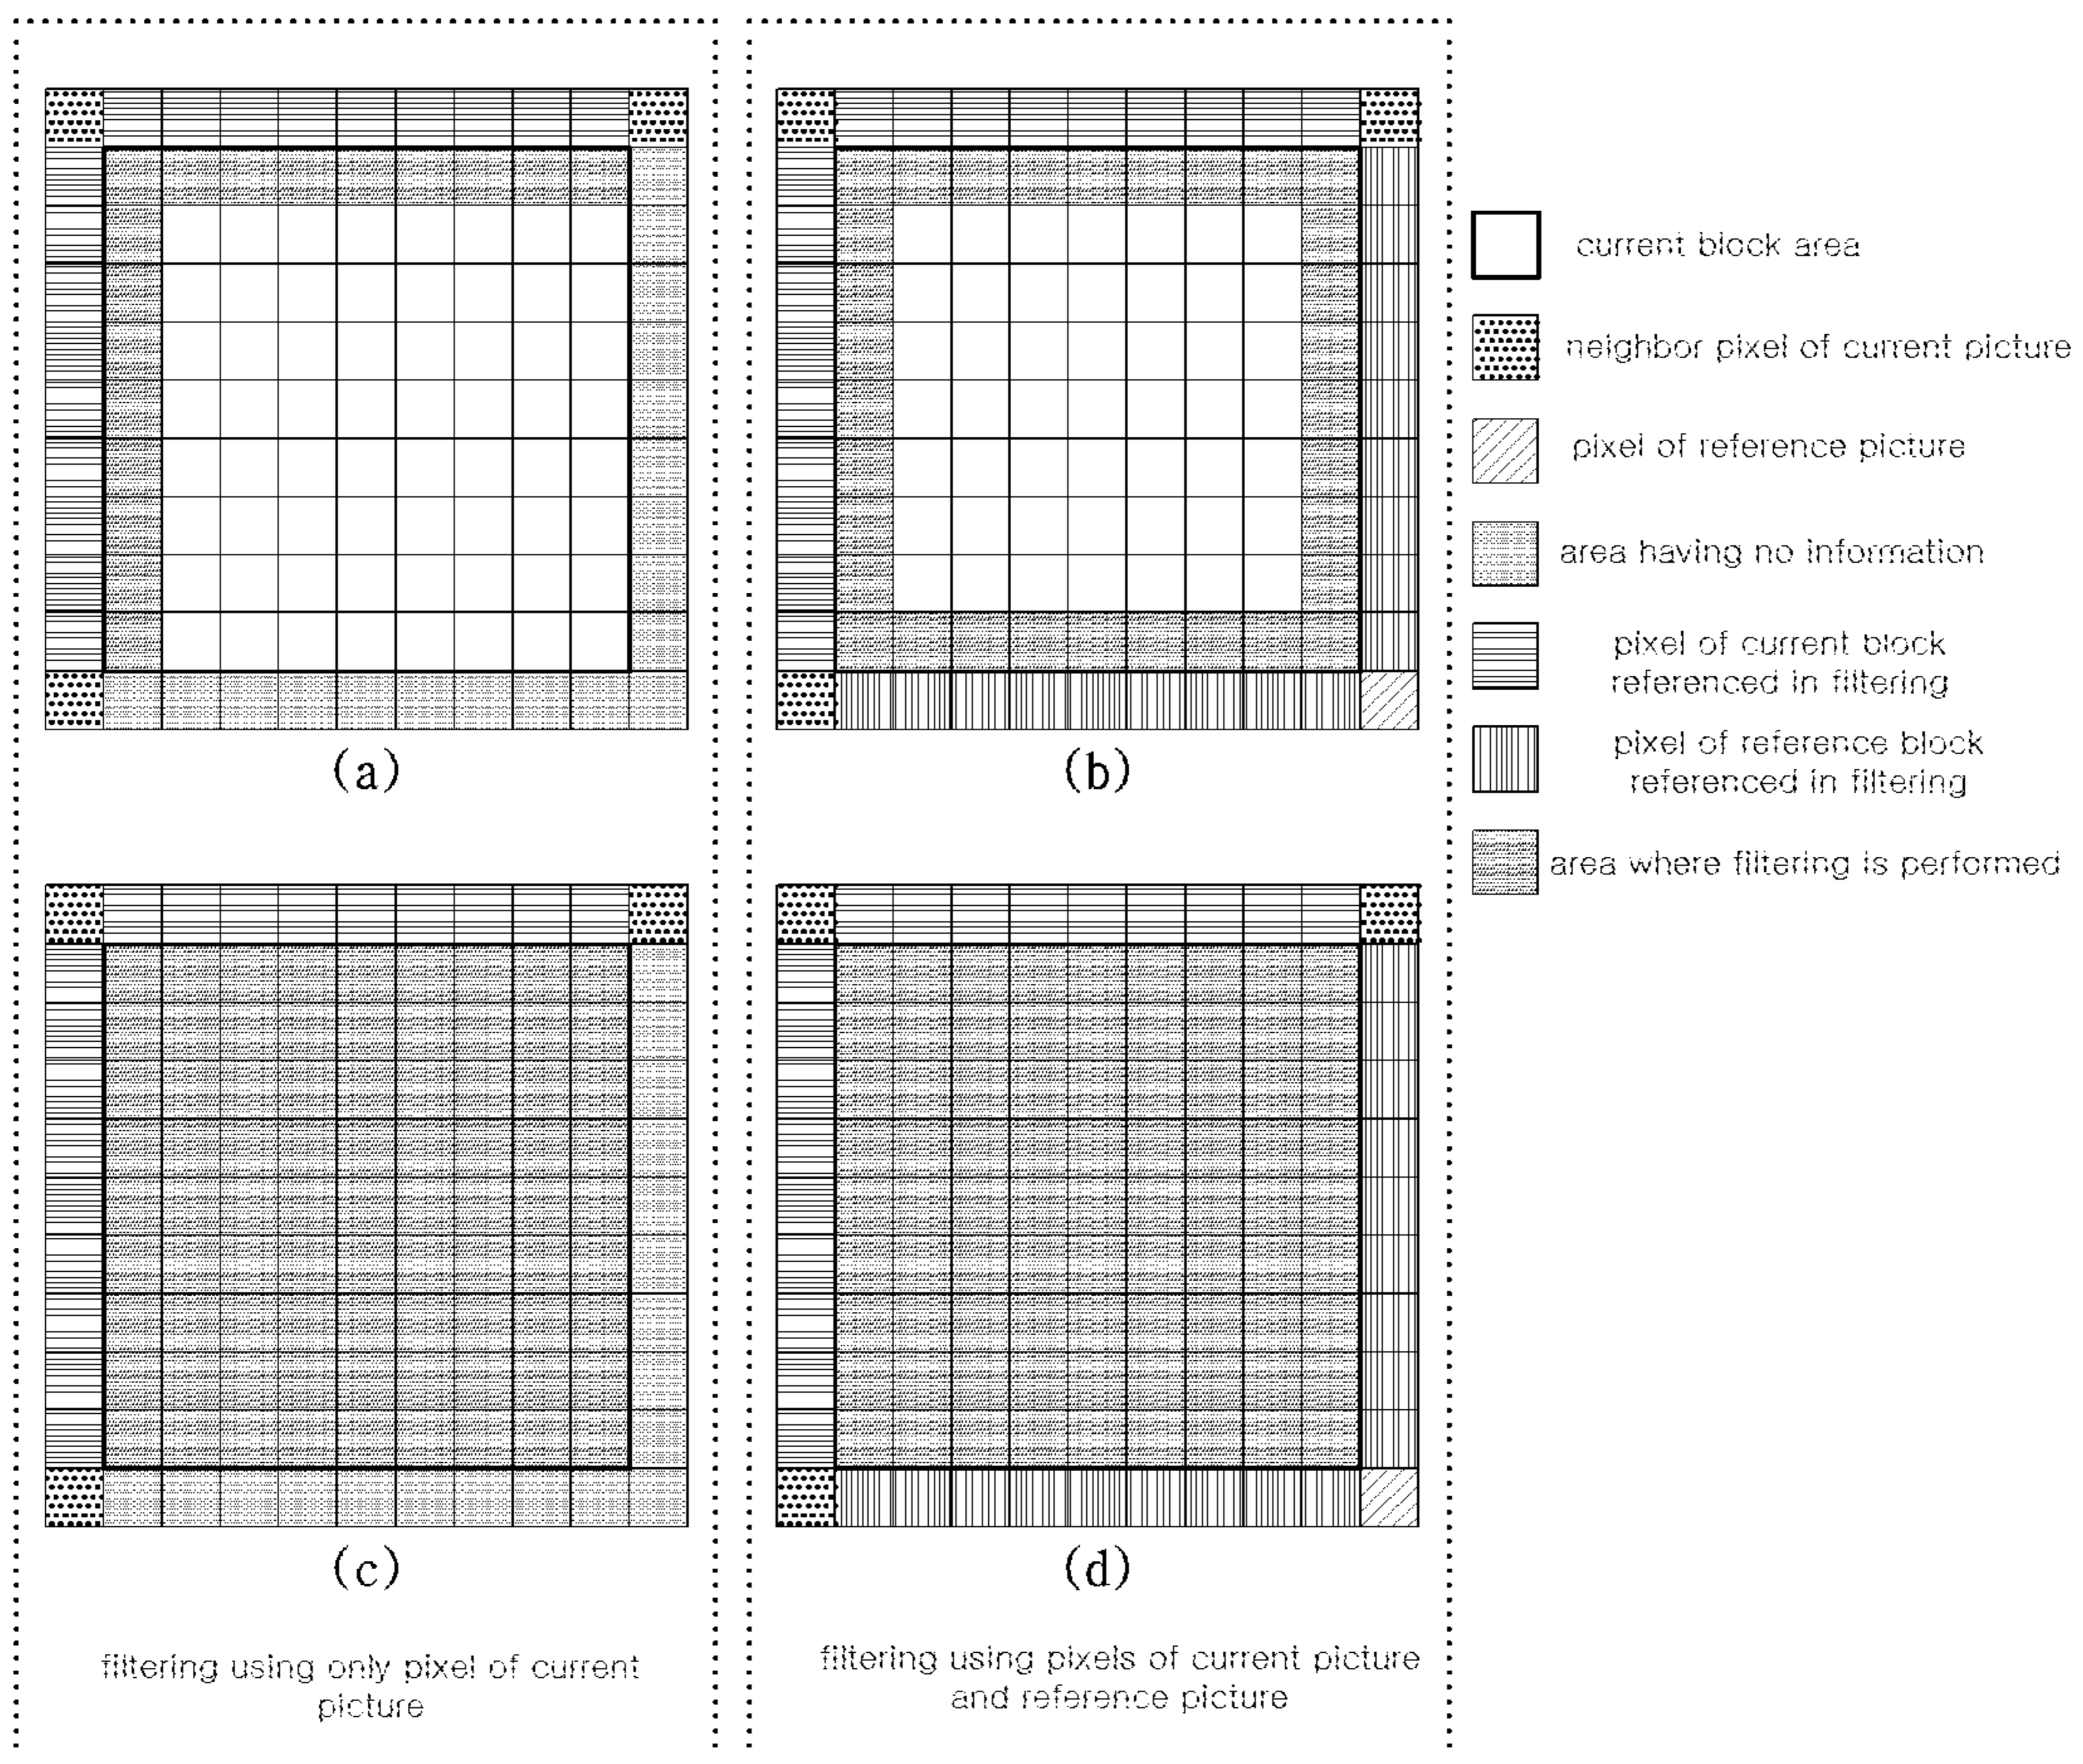 (a)
(b)
(c)
(d)
filtering using only pixel of current
picture
filtering using pixels of current picture
and reference picture
current block area
neighbor pixel of current picture
pixel of reference picture
area having no information
pixel of current block
referenced in filtering
pixel of reference block
referenced in filtering
area where filtering is performed